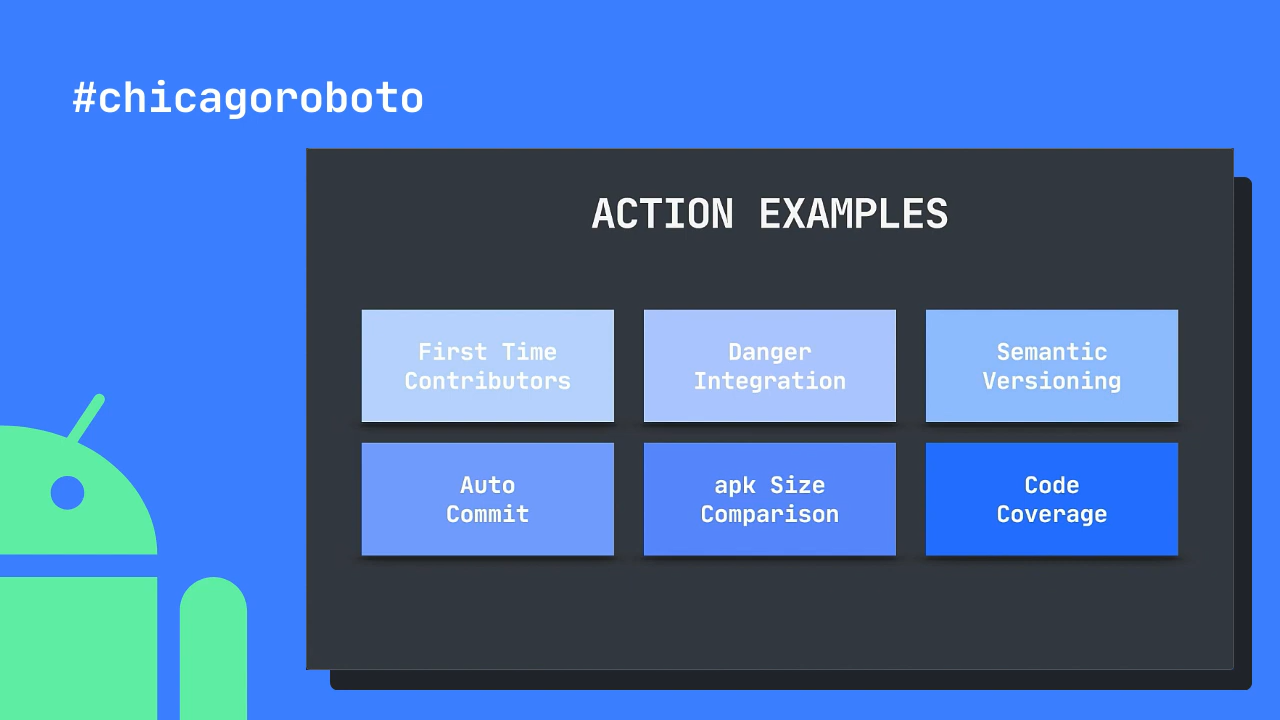 #chicagoroboto
ACTION EXAMPLES
First Time
Contributors
Danger
Integration
Semantic
Versioning
Auto
Commit
apk Size
Comparison
Code
Coverage